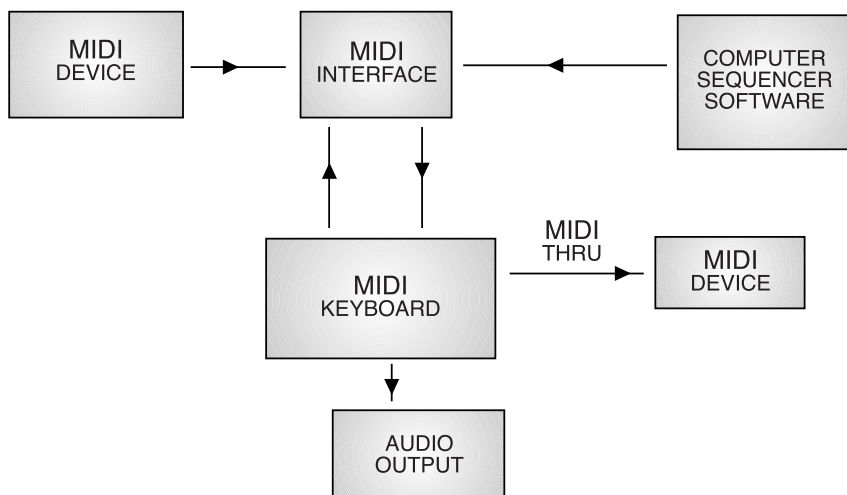 MIDI
DEVICE
MIDI
INTERFACE
COMPUTER
SEQUENCER
SOFTWARE
MIDI
KEYBOARD
MIDI
THRU
MIDI
DEVICE
AUDIO
OUTPUT